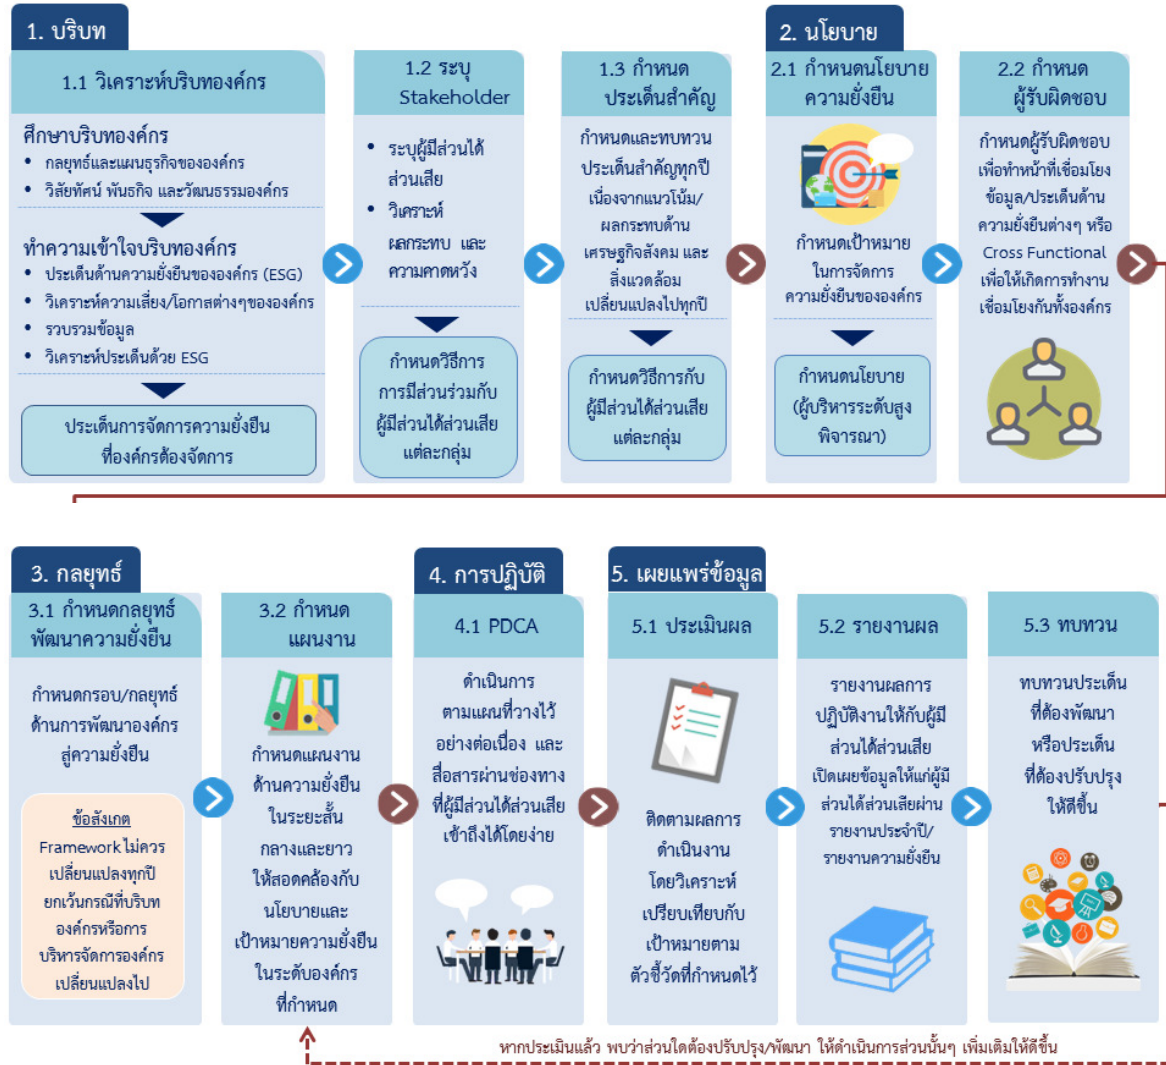 1. บริบท
1.1 วิเคราะห์บริบทองค์กร
ศึกษาบริบทองค์กร
• กลยุทธ์และแผนธุรกิจขององค์กร
• วิสัยทัศน์ พันธกิจ และวัฒนธรรมองค์กร
ทำความเข้าใจบริบทองค์กร
• ประเด็นด้านความยั่งยืนขององค์กร (ESG)
• วิเคราะห์ความเสี่ยง/โอกาสต่างๆขององค์กร
• รวบรวมข้อมูล
• วิเคราะห์ประเด็นด้วย ESG
ประเด็นการจัดการความยั่งยืน
ที่องค์กรต้องจัดการ
1.2 ระบุ
Stakeholder
• ระบุผู้มีส่วนได้
ส่วนเสีย
• วิเคราะห์
ผลกระทบ และ
ความคาดหวัง
กำหนดวิธีการ
การมีส่วนร่วมกับ
ผู้มีส่วนได้ส่วนเสีย
แต่ละกลุ่ม
1.3 กำหนด
ประเด็นสำคัญ
กำหนดและทบทวน
ประเด็นสำคัญทุกปี
เนื่องจากแนวโน้ม/
ผลกระทบด้าน
เศรษฐกิจสังคม และ
สิ่งแวดล้อม
เปลี่ยนแปลงไปทุกปี
กำหนดวิธีการกับ
ผู้มีส่วนได้ส่วนเสีย
แต่ละกลุ่ม
2. นโยบาย
2.1 กำหนดนโยบาย
ความยั่งยืน
กำหนดเป้าหมาย
ในการจัดการ
ความยั่งยืนขององค์กร
กำหนดนโยบาย
(ผู้บริหารระดับสูง
พิจารณา)
2.2 กำหนด
ผู้รับผิดชอบ
กำหนดผู้รับผิดชอบ
เพื่อทำหน้าที่เชื่อมโยง
ข้อมูล/ประเด็นด้าน
ความยั่งยืนต่างๆ หรือ
Cross Functional
เพื่อให้เกิดการทำงาน
เชื่อมโยงกันทั้งองค์กร
3. กลยุทธ์
3.1 กำหนดกลยุทธ์
พัฒนาความยั่งยืน
กำหนดกรอบ/กลยุทธ์
ด้านการพัฒนาองค์กร
สู่ความยั่งยืน
ข้อสังเกต
Framework ไม่ควร
เปลี่ยนแปลงทุกปี
ยกเว้นกรณีที่บริบท
องค์กรหรือการ
บริหารจัดการองค์กร
เปลี่ยนแปลงไป
3.2 กำหนด
แผนงาน
กำหนดแผนงาน
ด้านความยั่งยืน
ในระยะสั้น
กลางและยาว
ให้สอดคล้องกับ
นโยบายและ
เป้าหมายความยั่งยืน
ในระดับองค์กร
ที่กำหนด
4. การปฏิบัติ
4.1 PDCA
ดำเนินการ
ตามแผนที่วางไว้
อย่างต่อเนื่อง และ
สื่อสารผ่านช่องทาง
ที่ผู้มีส่วนได้ส่วนเสีย
เข้าถึงได้โดยง่าย
5. เผยแพร่ข้อมูล
5.1 ประเมินผล
ติดตามผลการ
ดำเนินงาน
โดยวิเคราะห์
เปรียบเทียบกับ
เป้าหมายตาม
ตัวชี้วัดที่กำหนดไว้
5.2 รายงานผล
รายงานผลการ
ปฏิบัติงานให้กับผู้มี
ส่วนได้ส่วนเสีย
เปิดเผยข้อมูลให้แก่ผู้มี
ส่วนได้ส่วนเสียผ่าน
รายงานประจำปี/
รายงานความยั่งยืน
5.3 ทบทวน
ทบทวนประเด็น
ที่ต้องพัฒนา
หรือประเด็น
ที่ต้องปรับปรุง
ให้ดีขึ้น
หากประเมินแล้ว พบว่าส่วนใดต้องปรับปรุง/พัฒนา ให้ดำเนินการส่วนนั้นๆ เพิ่มเติมให้ดีขึ้น